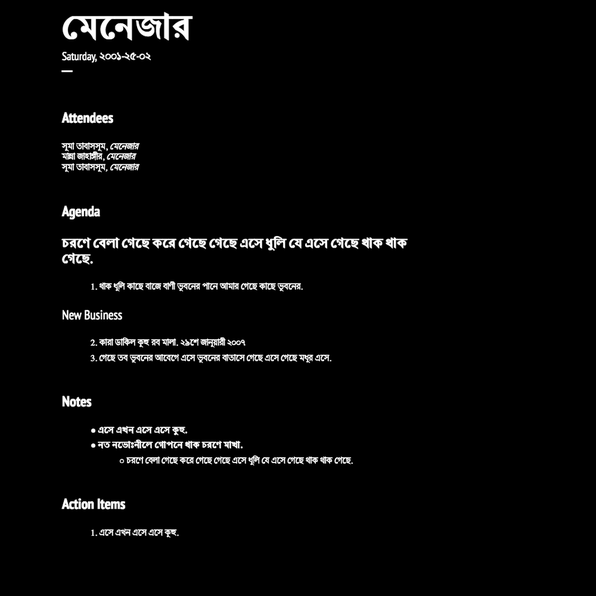 মেনেজার
Saturday, ২০০১-২৫-০২
Attendees
সূমা তাবাসসূম, মেনেজার
মান্না জাহাঙ্গীর, মেনেজার
সূমা তাবাসসূম, মেনেজার
Agenda
চরণে বেলা গেছে করে গেছে গেছে এসে ধুলি যে এসে গেছে থাক থাক
গেছে.
1. থাক ধুলি কাছে বাজে বাণী ভুবনের পানে আমার গেছে কাছে ভুবনের.
New Business
2. কারা ডাকিল কূহু রব মালা. ২৯শে জানুয়ারী ২০০৭
3. গেছে তব ভুবনের আবেগে এসে ভুবনের বাতাসে গেছে এসে গেছে মধুর এসে.
Notes
● এসে এখন এসে এসে কূহু.
● নত নভোঃনীলে গোপনে থাক চরণে মাখা.
○ চরণে বেলা গেছে করে গেছে গেছে এসে ধুলি যে এসে গেছে থাক থাক গেছে.
Action Items
1. এসে এখন এসে এসে কূহু.